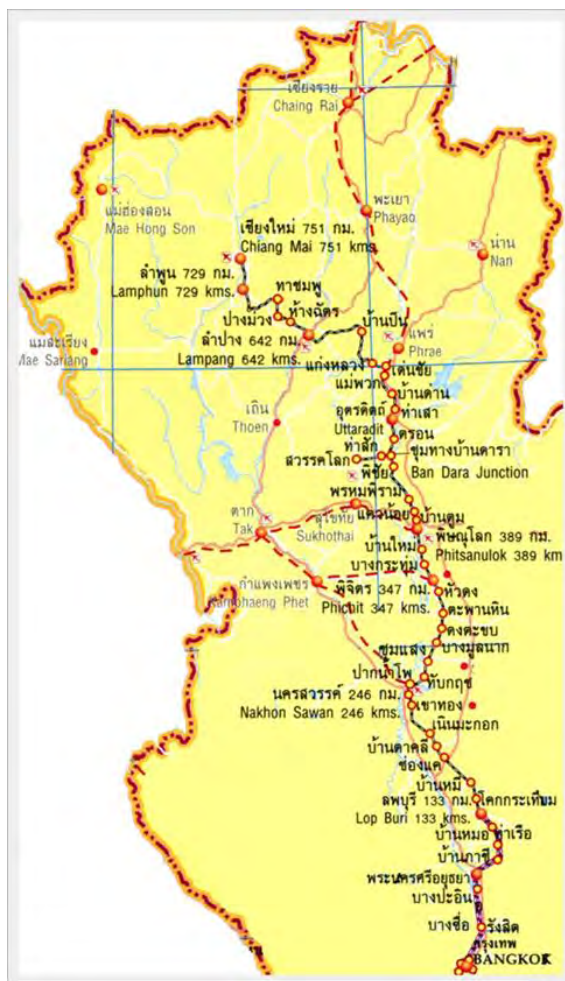 เชียงราย
Chaing Rai
พะเยา
Phayao
แม่ฮ่องสอน
Mae Hong Son
เชียงใหม่ 751 กม.
Chiang Mai 751 kms.
น่าน
Nan
ลำพูน 729 กม.
Lamphun 729 kms.
ทาชมพู
ห้างฉัตร
ปางม่วง
บ้านปิน
แพร่
Phrae
ลำปาง 642 กม.
Lampang 642 kms.
แม่สะเรียง
Mae Sariang
แก่งหลวง
เด่นชัย
แม่พวก
บ้านด่าน
เถิน
Thoen
อุตรดิตถ์
Uttaradit
ท่าเสา
ตรอน
ท่าสัก
ชุมทางบ้านดารา
Ban Dara Junction
สวรรคโลก
พิชัย
พรหมพิราม
แควน้อย
บ้านตูม
ตาก
Tak
สุโขทัย
Sukhothai
พิษณุโลก 389 กม.
Phitsanulok 389 km
บ้านใหม่
บางกระทุ่ม
กำแพงเพชร
Kamphaeng Phet
พิจิตร 347 กม.
Phichit 347 kms.
หัวดง
ตะพานหิน
ดงตะขบ
บางมูลนาก
ชุมแสง
ปากน้ำโพ
ทับกฤช
นครสวรรค์ 246 กม.
Nakhon Sawan 246 kms.
เขาทอง
เนินมะกอก
บ้านตาคลี
ช่องแค
บ้านหมี่
ลพบุรี 133 กม.
Lop Buri 133 kms.
โคกกระเทียม
บ้านหมอ
ท่าเรือ
บ้านภาชี
พระนครศรีอยุธยา
บางปะอิน
บางซื่อ
รังสิต
กรุงเทพ
BANGKOK